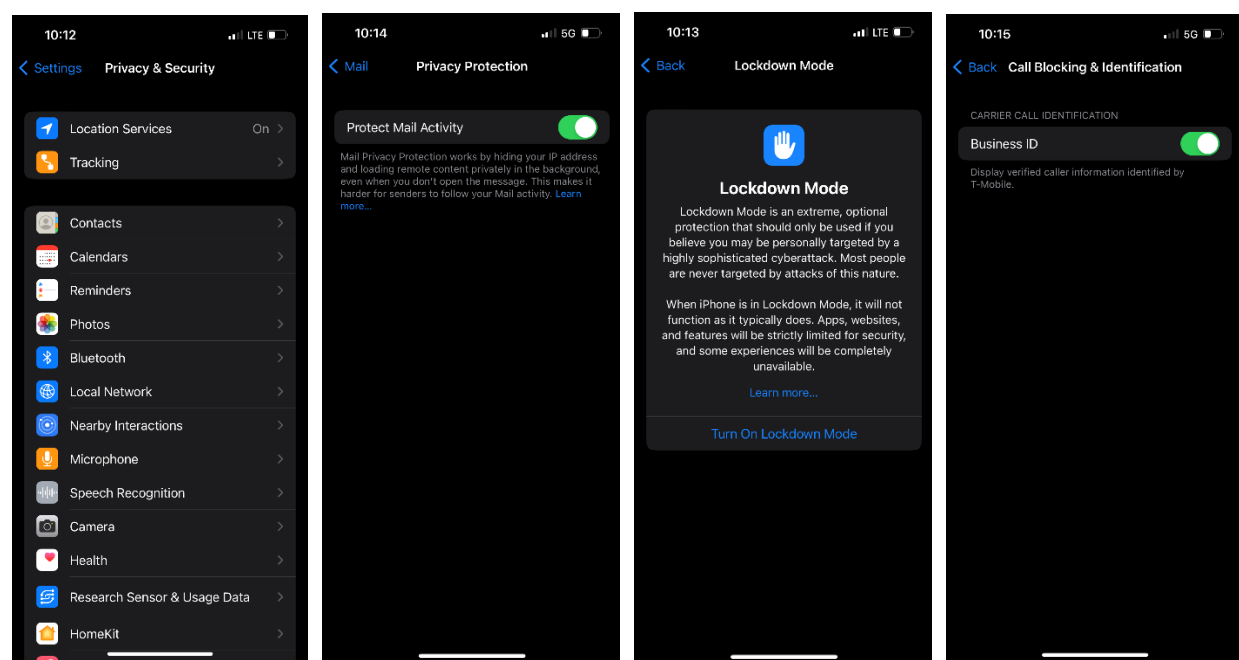 10:12
LTE
Settings
Privacy & Security
Location Services
On
Tracking
Contacts
Calendars
Reminders
Photos
Bluetooth
Local Network
Nearby Interactions
Microphone
Speech Recognition
Camera
Health
Research Sensor & Usage Data
HomeKit
10:14
5G
Mail
Privacy Protection
Protect Mail Activity
Mail Privacy Protection works by hiding your IP address
and loading remote content privately in the background,
even when you don't open the message. This makes it
harder for senders to follow your Mail activity. Learn
more...
10:13
LTE
Back
Lockdown Mode
Lockdown Mode
Lockdown Mode is an extreme, optional
protection that should only be used if you
believe you may be personally targeted by a
highly sophisticated cyberattack. Most people
are never targeted by attacks of this nature.
When iPhone is in Lockdown Mode, it will not
function as it typically does. Apps, websites,
and features will be strictly limited for security,
and some experiences will be completely
unavailable.
Learn more...
Turn On Lockdown Mode
10:15
5G
Back
Call Blocking & Identification
CARRIER CALL IDENTIFICATION
Business ID
Display verified caller information identified by
T-Mobile.